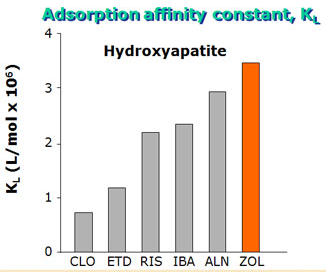 Adsorption affinity constant, KL
Hydroxyapatite
KL (L/mol x 10⁶)
4
3
2
1
0
CLO ETD RIS IBA ALN ZOL